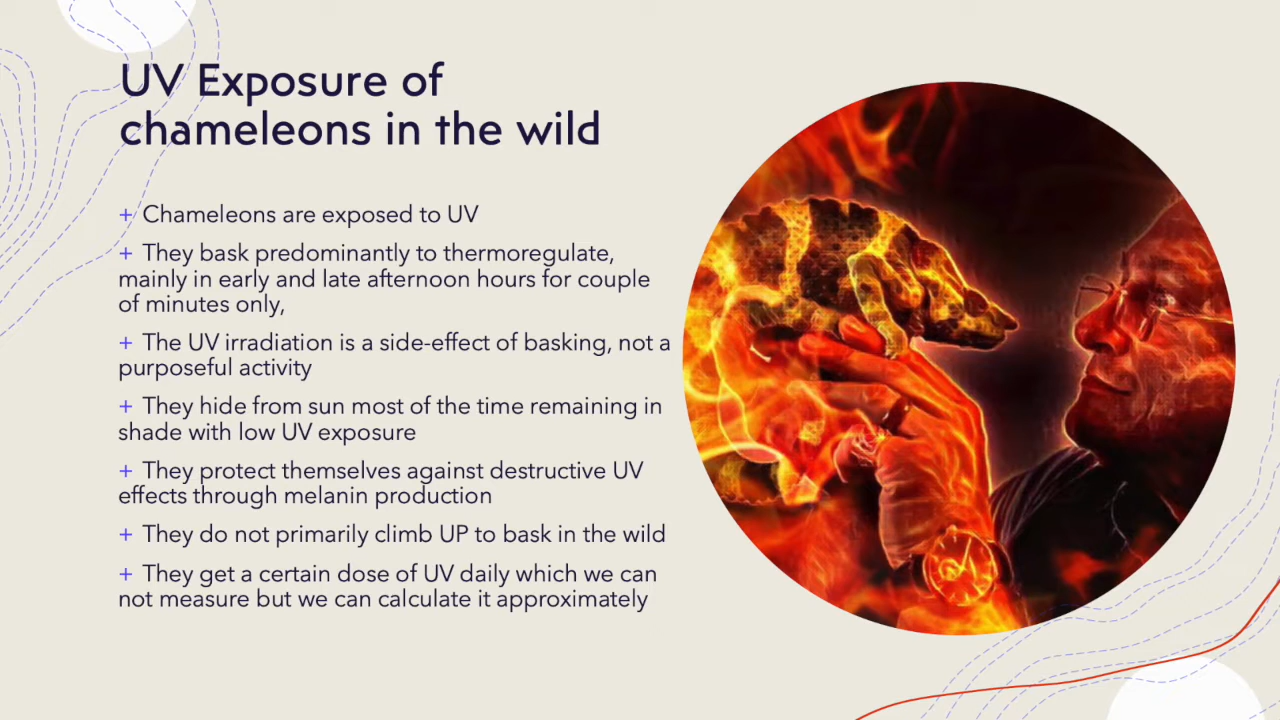 UV Exposure of
chameleons in the wild
+ Chameleons are exposed to UV
+ They bask predominantly to thermoregulate,
mainly in early and late afternoon hours for couple
of minutes only,
+ The UV irradiation is a side-effect of basking, not a
purposeful activity
+ They hide from sun most of the time remaining in
shade with low UV exposure
+ They protect themselves against destructive UV
effects through melanin production
+ They do not primarily climb UP to bask in the wild
+ They get a certain dose of UV daily which we can
not measure but we can calculate it approximately